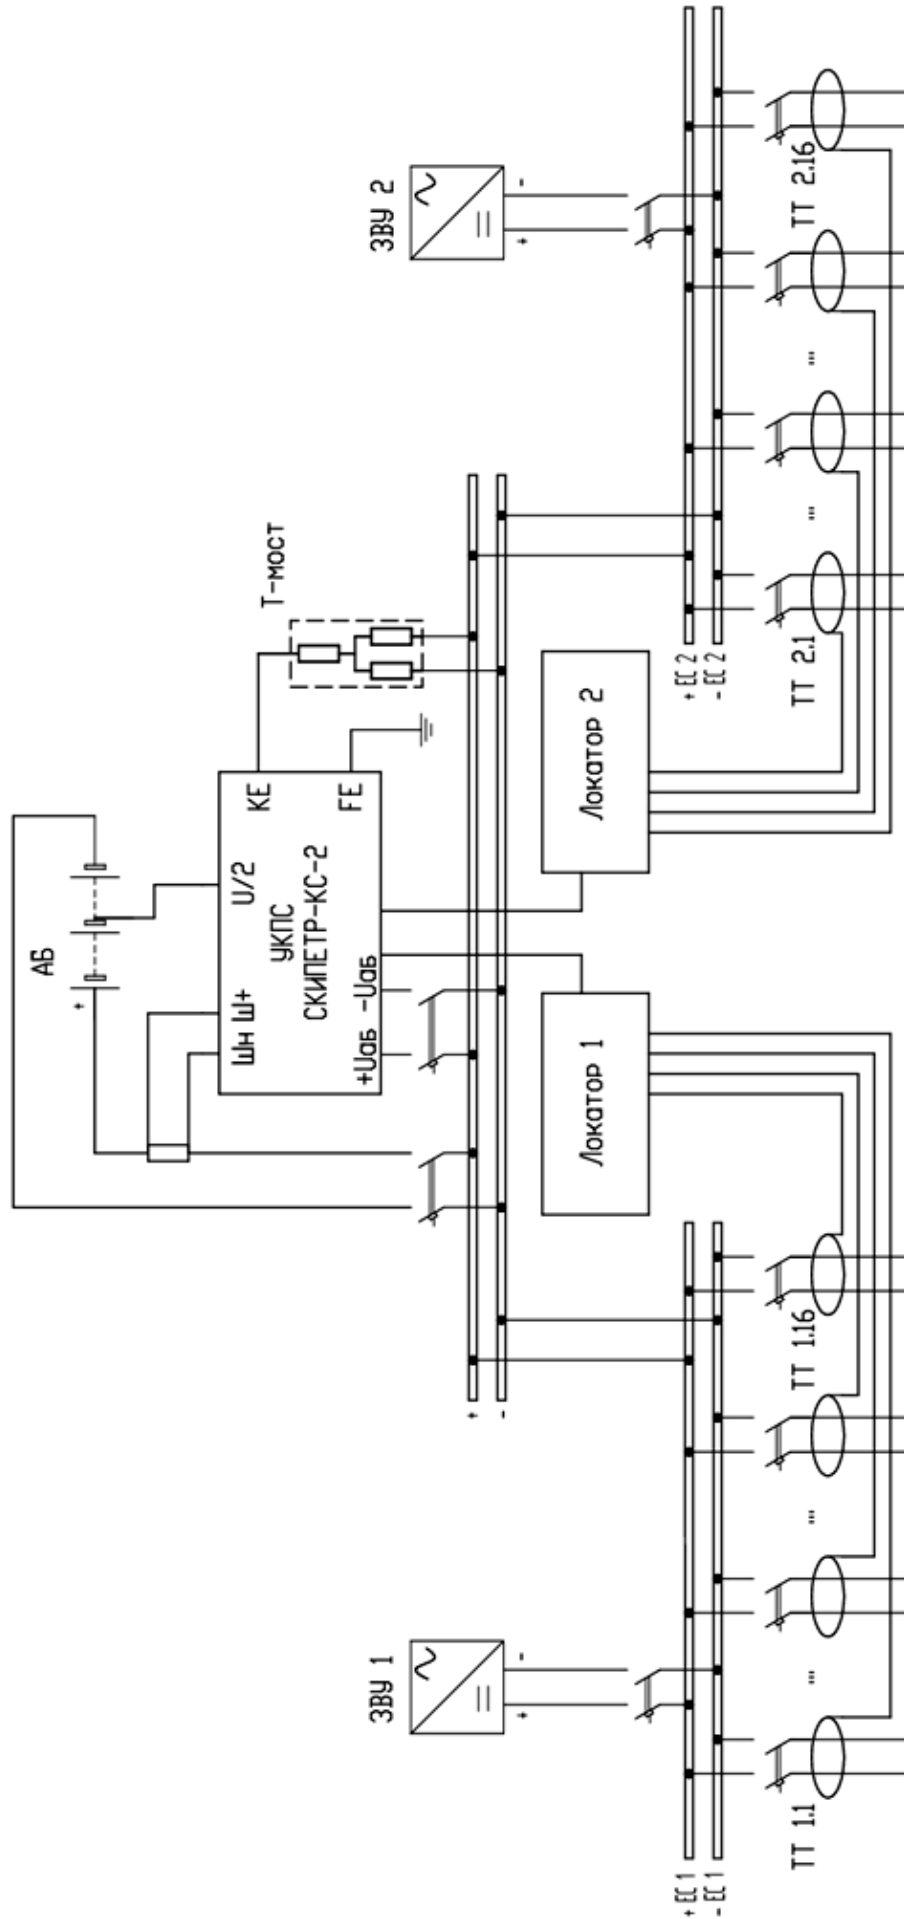 АБ
+
Шн Ш+
U/2
KE
УКПС
СКИПЕТР-КС-2
FE
+Uаб -Uаб
Т-мост
ЗВУ 1
+
-
ЗВУ 2
+
-
+
-
Локатор 1
Локатор 2
+ ЕС 1
- ЕС 1
+ ЕС 2
- ЕС 2
ТТ 1.1
...
...
ТТ 1.16
ТТ 2.1
...
...
ТТ 2.16